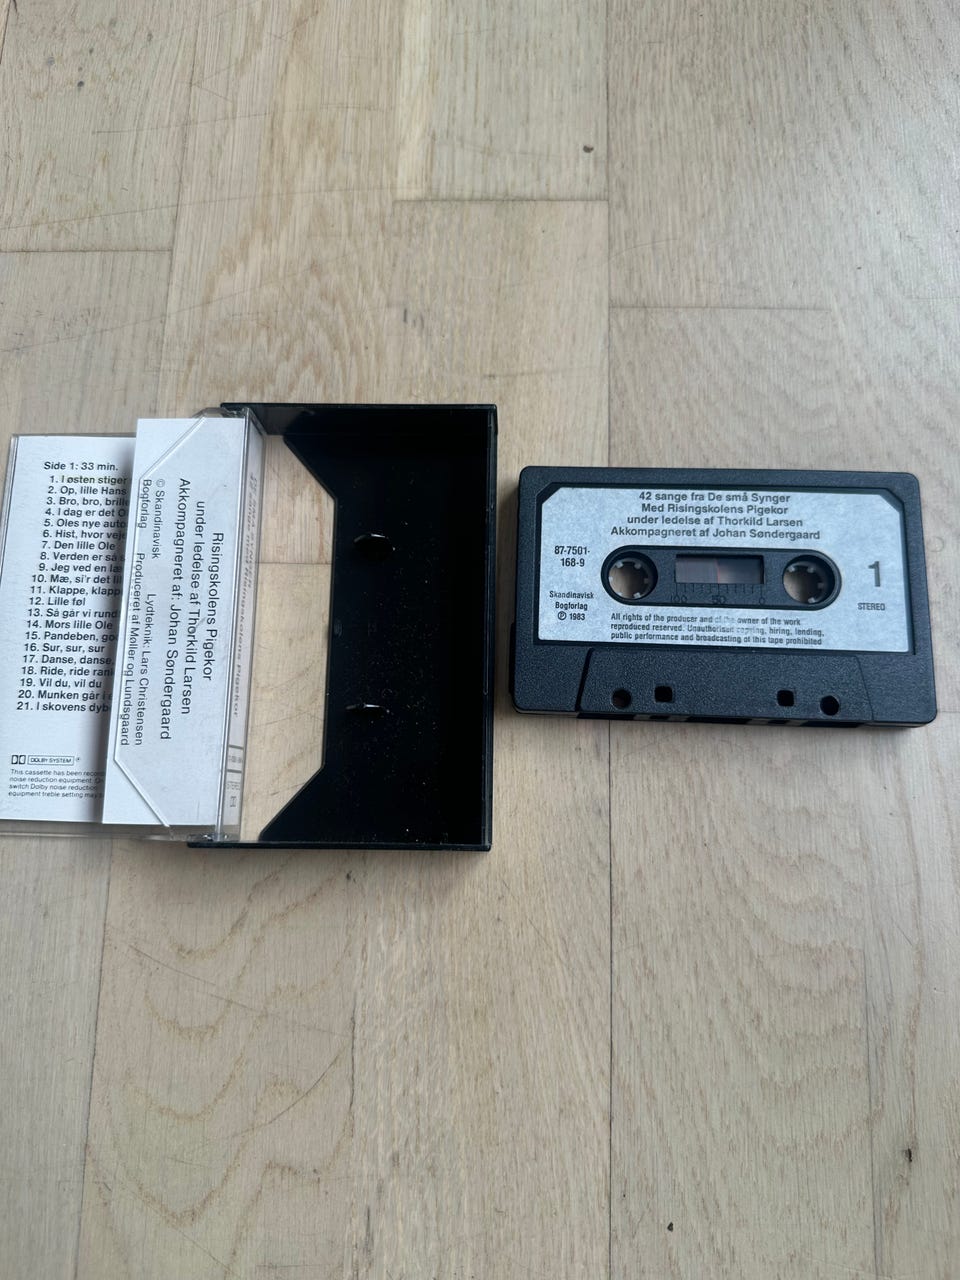 Side 1: 33 min.
1. I østen stiger
2. Op, lille Hans
3. Bro, bro, brille
4. I dag er det O
5. Oles nye auto
6. Hist, hvor veje
7. Den lille Ole
8. Verden er så
9. Jeg ved en læ
10. Mæ, si'r det lil
11. Klappe, klapp
12. Lille føl
13. Så går vi rund
14. Mors lille Ole
15. Pandeben, go
16. Sur, sur, sur
17. Danse, danse,
18. Ride, ride rank
19. Vil du, vil du
20. Munken går i e
21. I skovens dyb
DOLBY SYSTEM ®
This cassette has been record
noise reduction equipment. On
switch Dolby noise reduction
equipment treble setting may b
Risingskolens Pigekor
under ledelse af Thorkild Larsen
Akkompagneret af: Johan Søndergaard
© Skandinavisk
Bogforlag
Lydteknik: Lars Christensen
Produceret af Møller og Lundsgaard
42 sange fra De små Synger
Med Risingskolens Pigekor
under ledelse af Thorkild Larsen
Akkompagneret af Johan Søndergaard
87-7501-
168-9
Skandinavisk
Bogforlag
℗ 1983
1
STEREO
100 50 0
All rights of the producer and of the owner of the work
reproduced reserved. Unauthorised copying, hiring, lending,
public performance and broadcasting of this tape prohibited